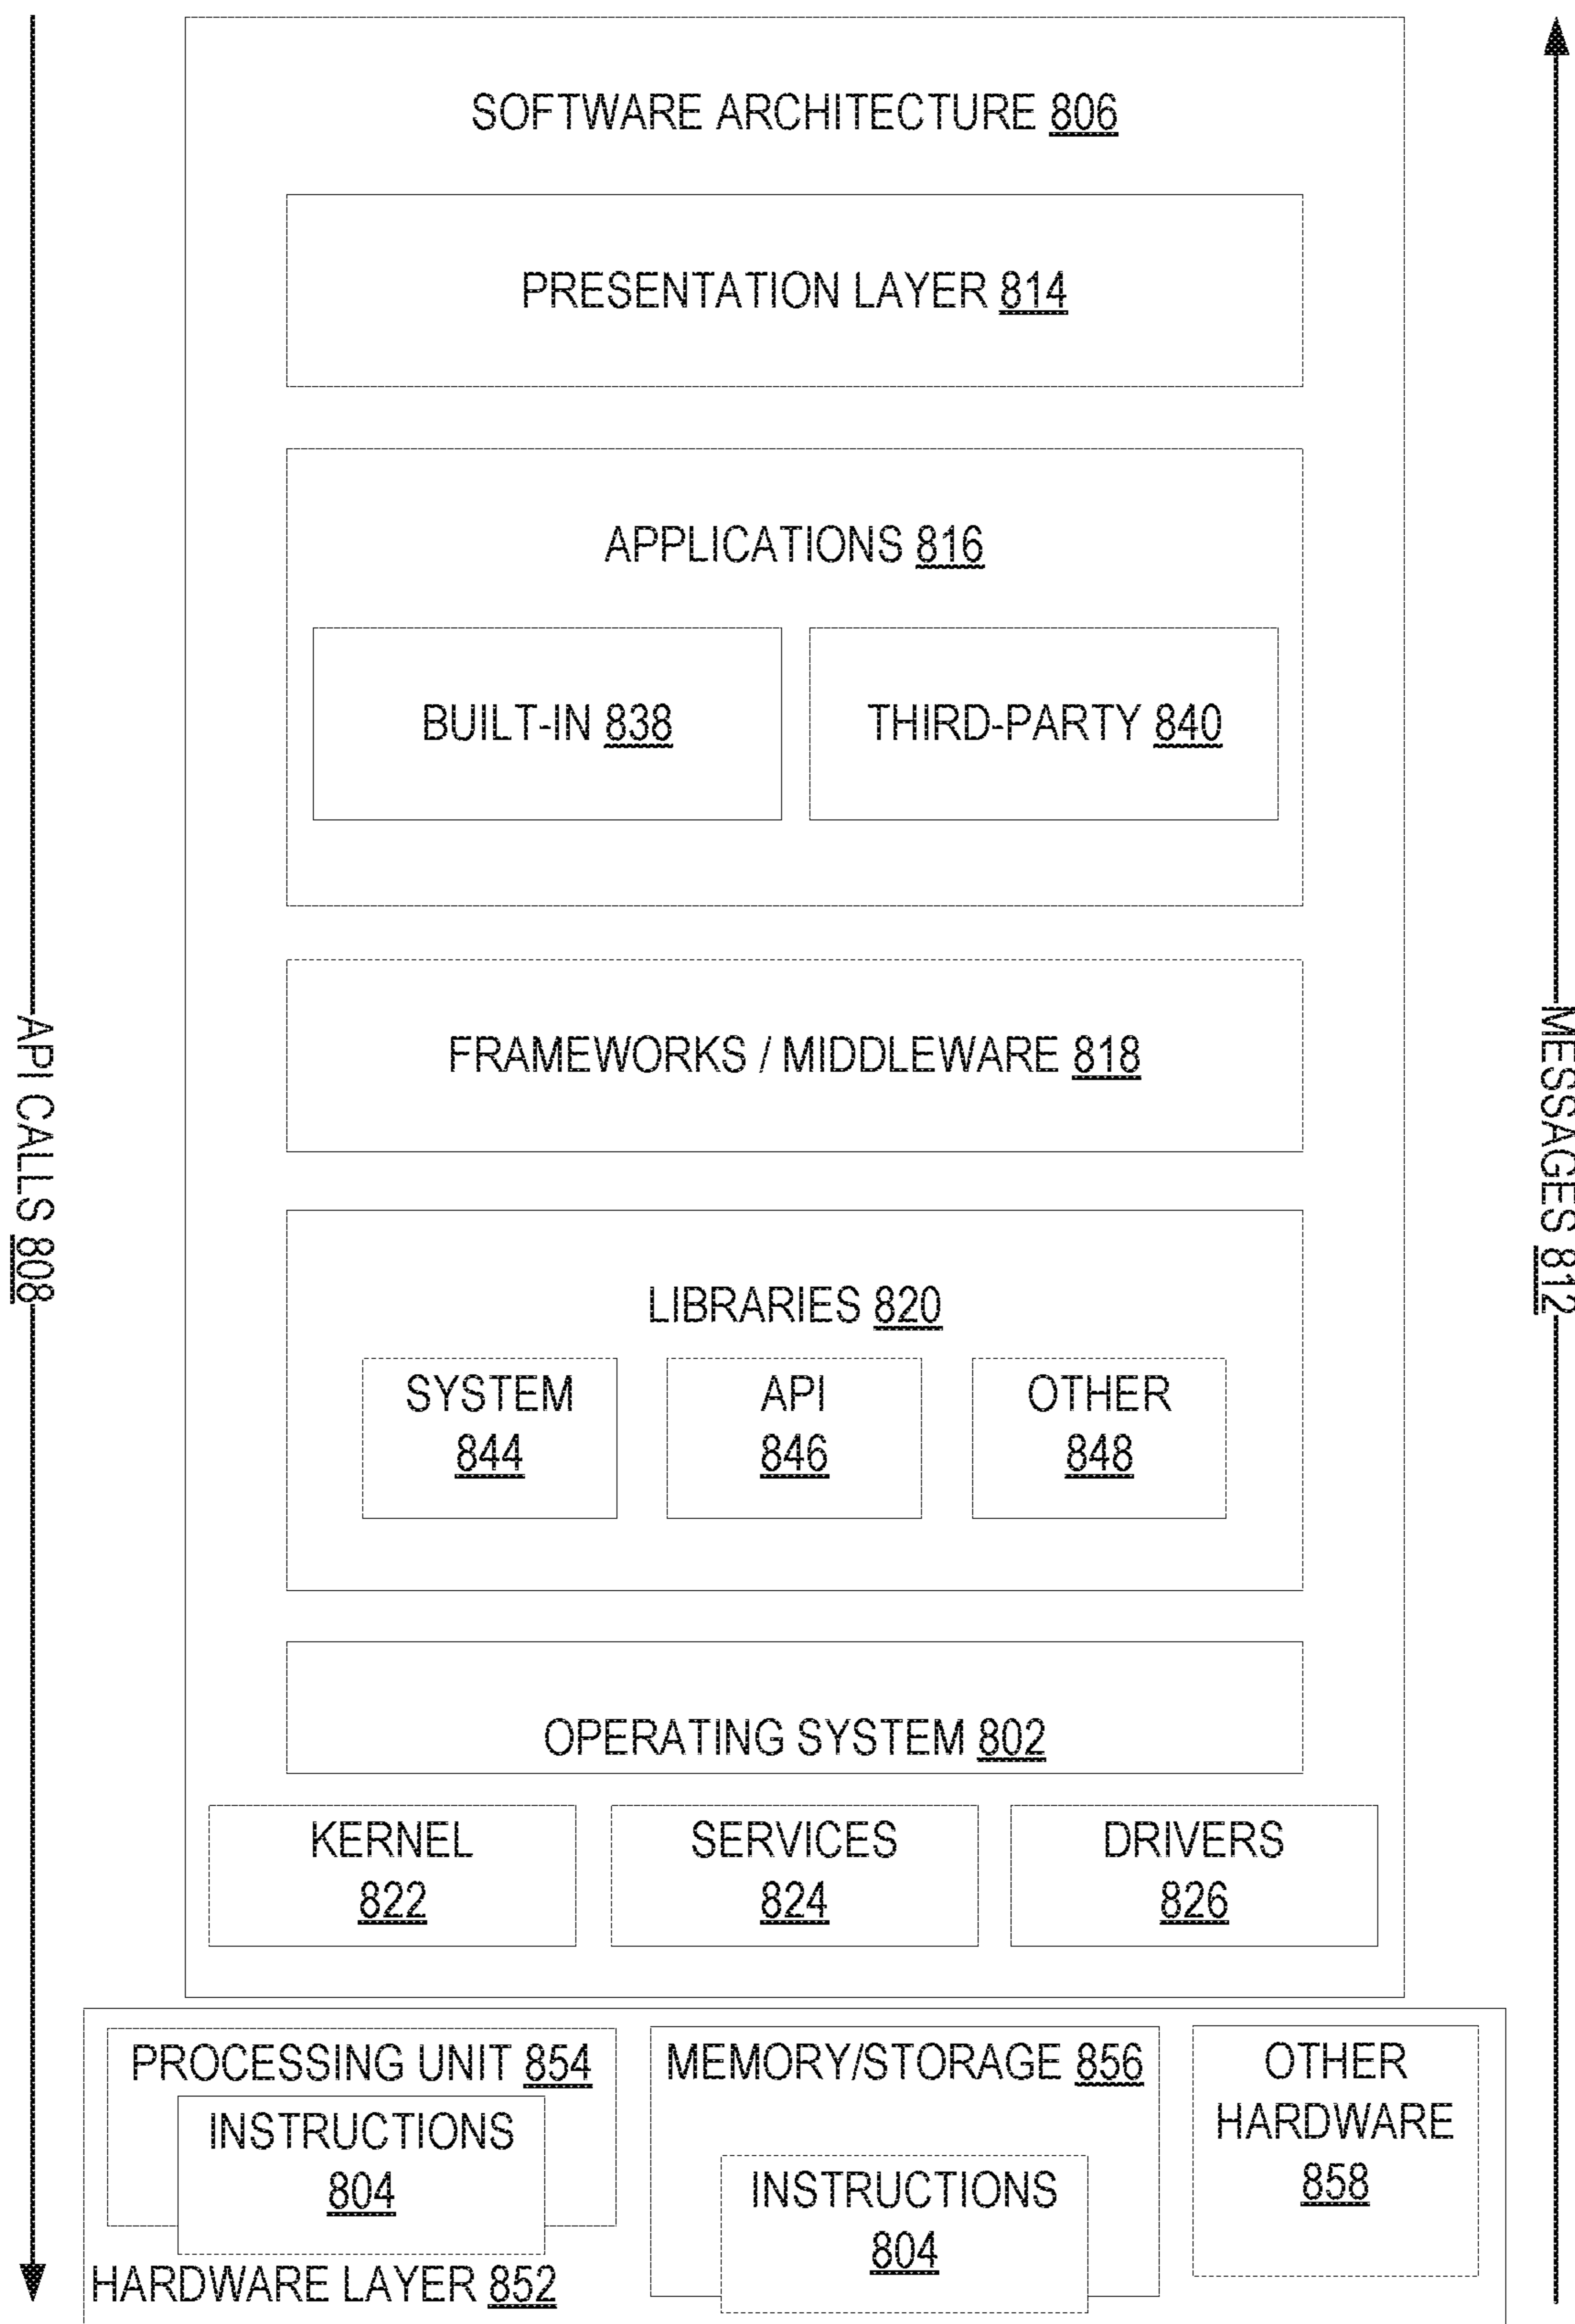 SOFTWARE ARCHITECTURE 806
PRESENTATION LAYER 814
APPLICATIONS 816
BUILT-IN 838
THIRD-PARTY 840
FRAMEWORKS / MIDDLEWARE 818
API CALLS 808
MESSAGES 812
LIBRARIES 820
SYSTEM
844
API
846
OTHER
848
OPERATING SYSTEM 802
KERNEL
822
SERVICES
824
DRIVERS
826
PROCESSING UNIT 854
INSTRUCTIONS
804
MEMORY/STORAGE 856
INSTRUCTIONS
804
OTHER
HARDWARE
858
HARDWARE LAYER 852